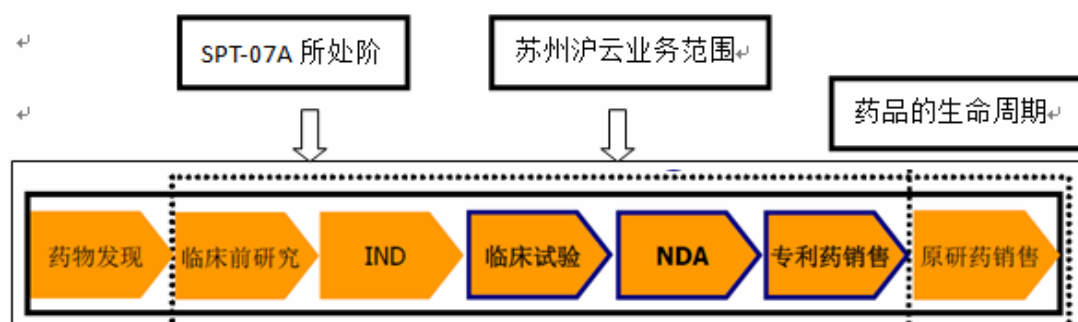 SPT-07A 所处阶
苏州沪云业务范围
药品的生命周期
药物发现
临床前研究
IND
临床试验
NDA
专利药销售
原研药销售